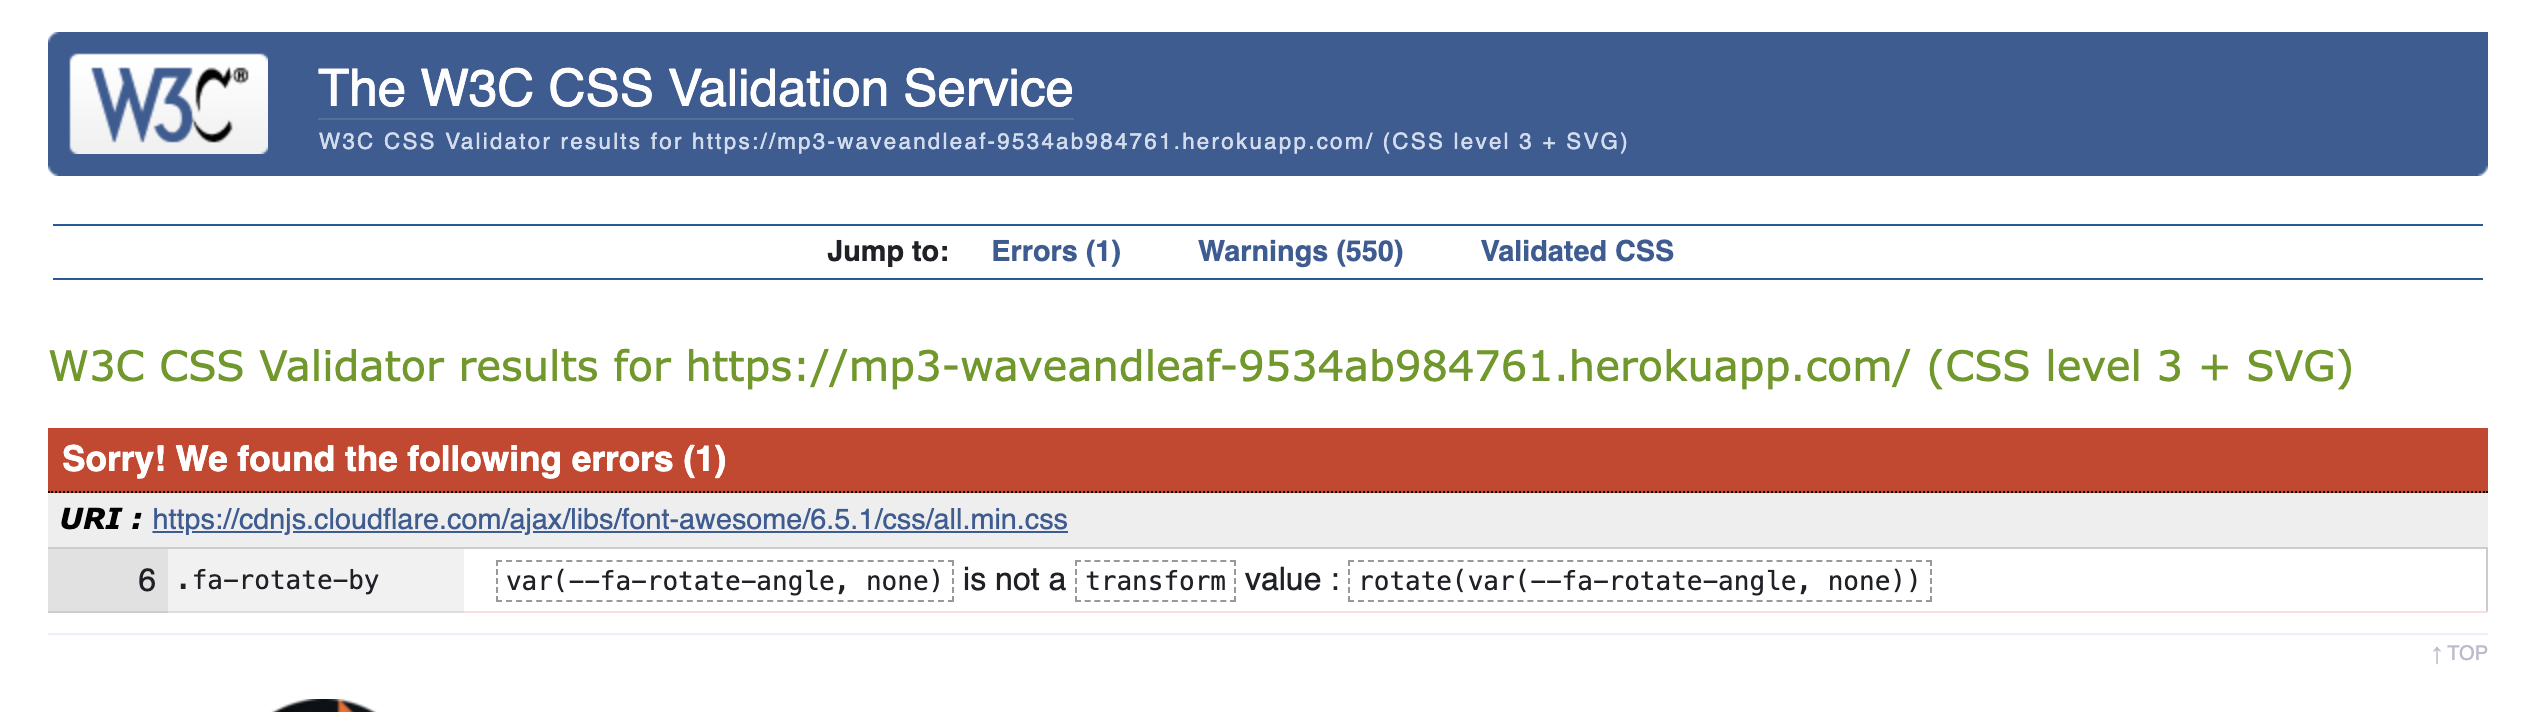 W3C®
The W3C CSS Validation Service
W3C CSS Validator results for https://mp3-waveandleaf-9534ab984761.herokuapp.com/ (CSS level 3 + SVG)
Jump to: Errors (1) Warnings (550) Validated CSS
W3C CSS Validator results for https://mp3-waveandleaf-9534ab984761.herokuapp.com/ (CSS level 3 + SVG)
Sorry! We found the following errors (1)
URI : https://cdnjs.cloudflare.com/ajax/libs/font-awesome/6.5.1/css/all.min.css
6 .fa-rotate-by var(--fa-rotate-angle, none) is not a transform value : rotate(var(--fa-rotate-angle, none))
↑ TOP